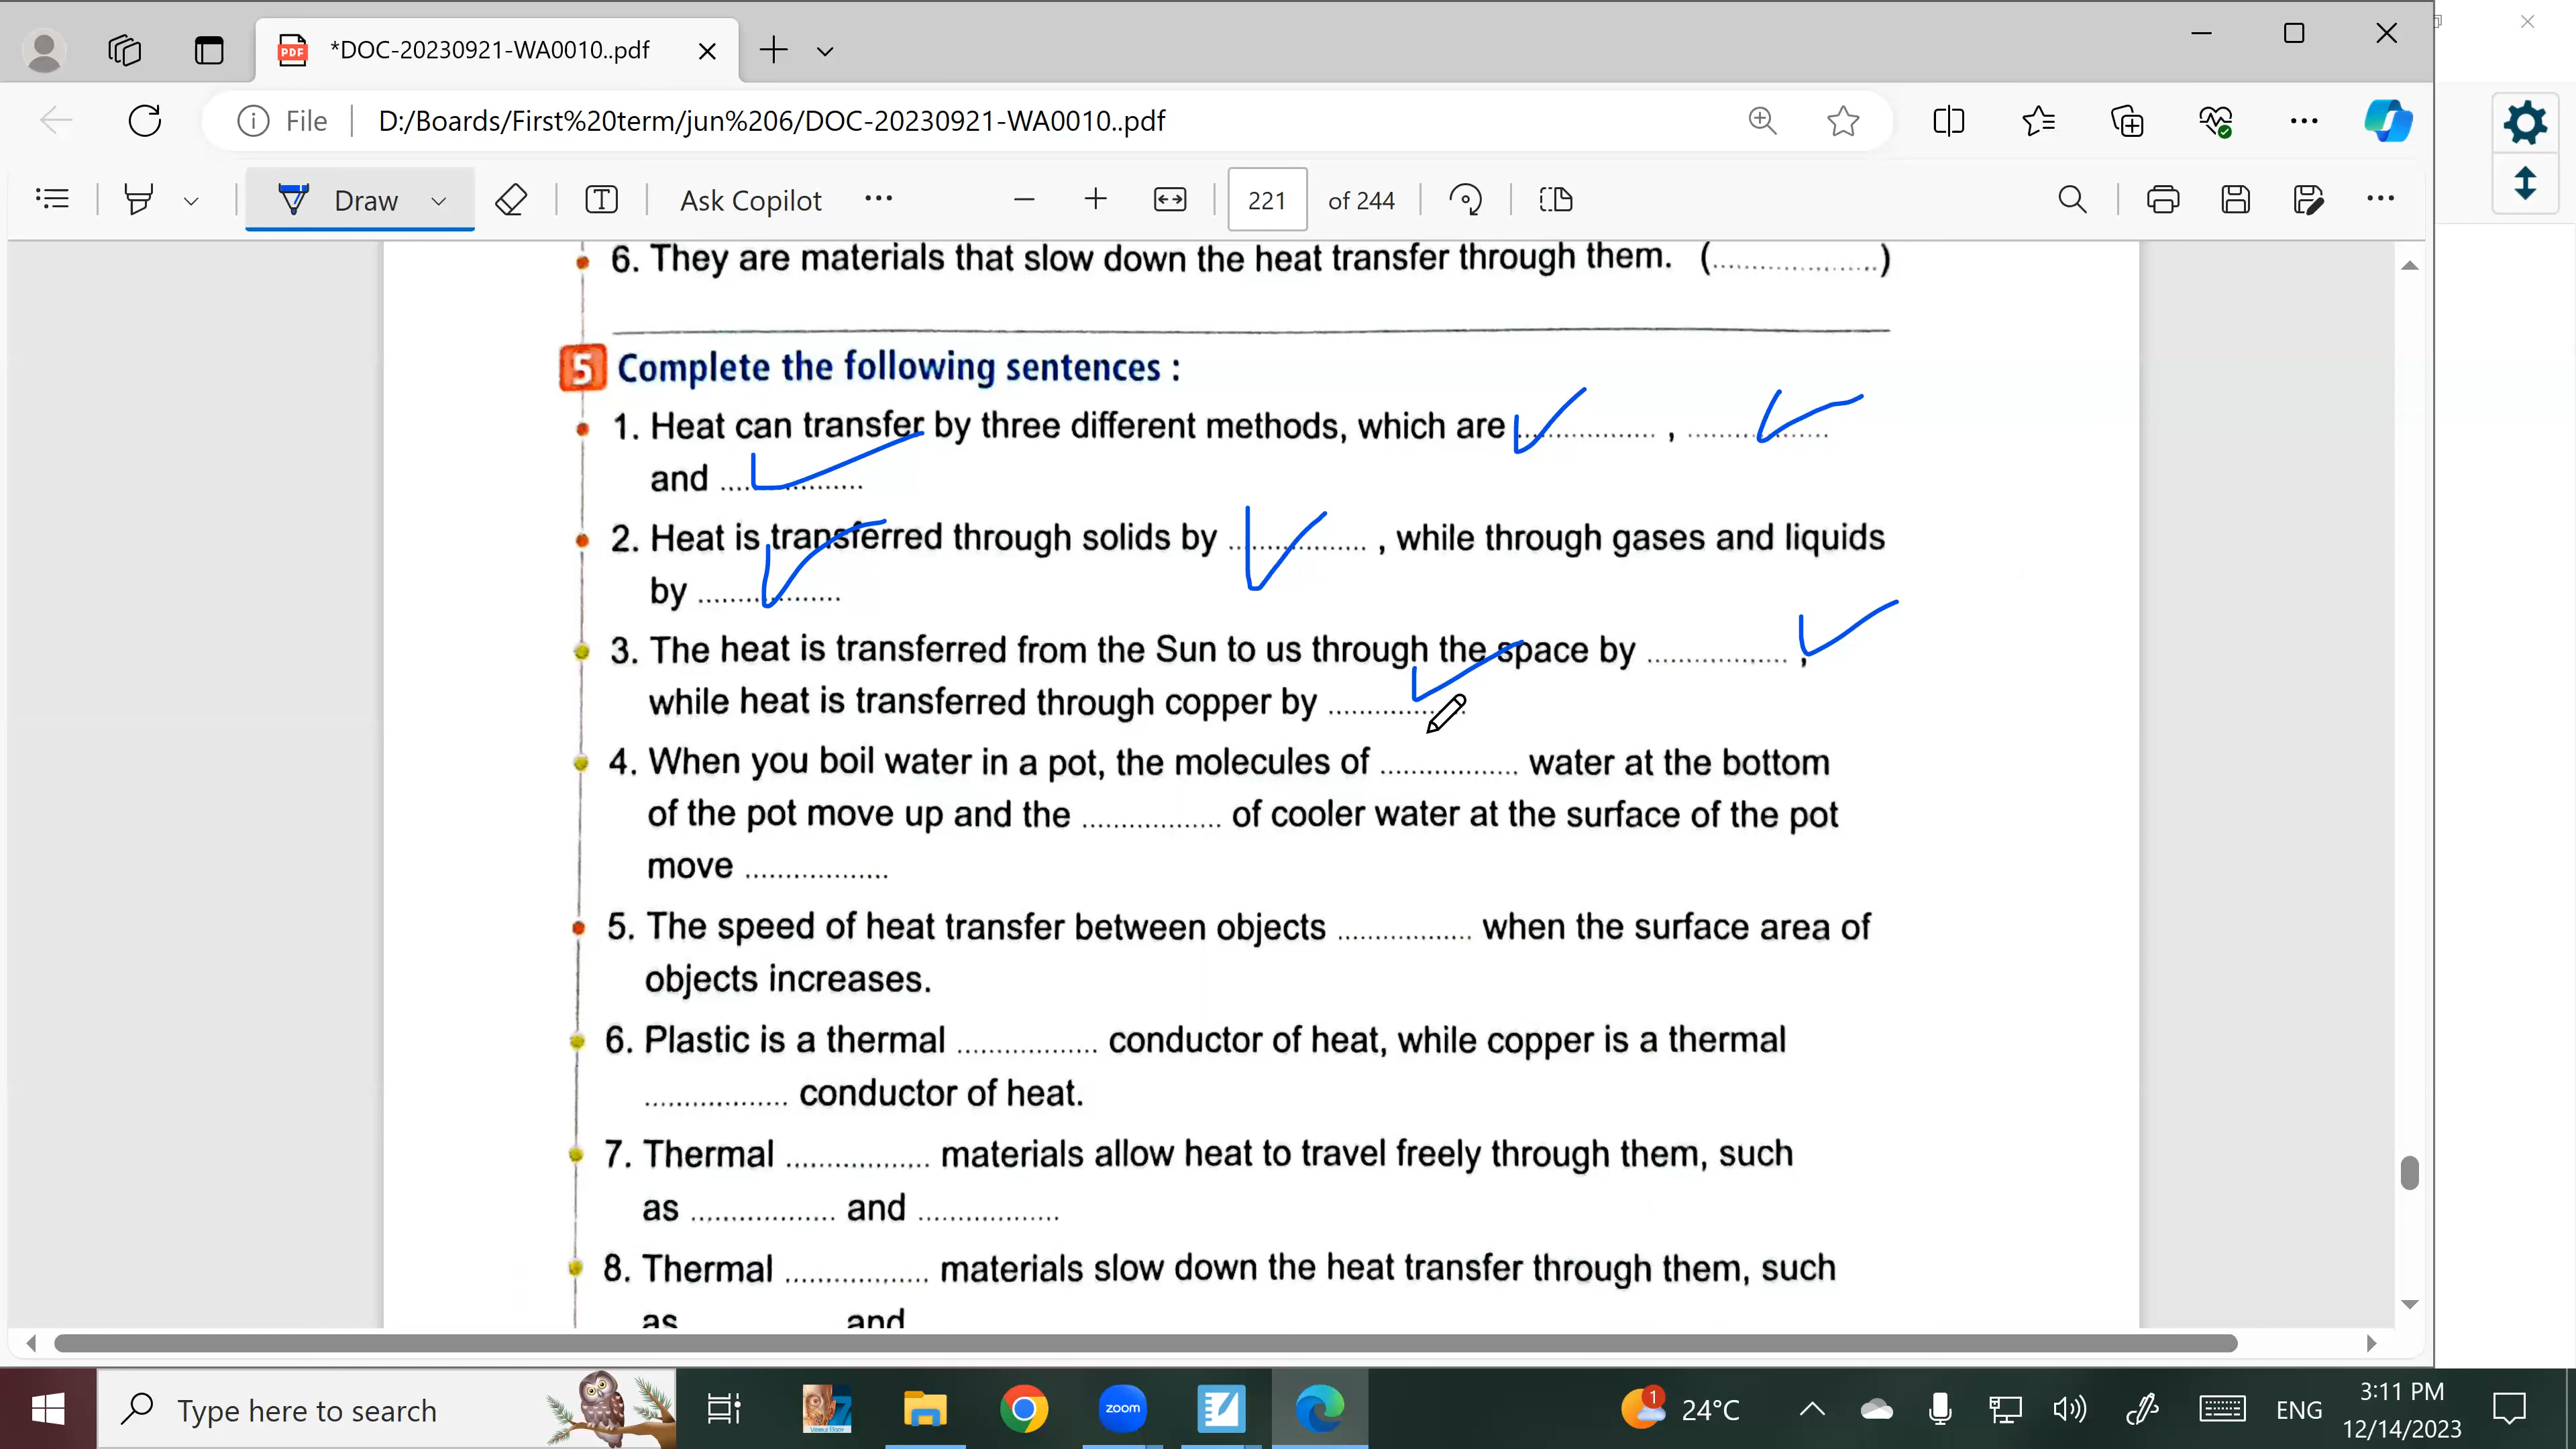 *DOC-20230921-WA0010..pdf
File
D:/Boards/First%20term/jun%206/DOC-20230921-WA0010..pdf
Draw
Ask Copilot
221 of 244
6. They are materials that slow down the heat transfer through them. (..................)
5 Complete the following sentences :
1. Heat can transfer by three different methods, which are .................. , ..................
and ..................
2. Heat is transferred through solids by .................. , while through gases and liquids
by ..................
3. The heat is transferred from the Sun to us through the space by .................. ,
while heat is transferred through copper by ..................
4. When you boil water in a pot, the molecules of .................. water at the bottom
of the pot move up and the .................. of cooler water at the surface of the pot
move ..................
5. The speed of heat transfer between objects .................. when the surface area of
objects increases.
6. Plastic is a thermal .................. conductor of heat, while copper is a thermal
.................. conductor of heat.
7. Thermal .................. materials allow heat to travel freely through them, such
as .................. and ..................
8. Thermal .................. materials slow down the heat transfer through them, such
as and
Type here to search
zoom
1
24°C
ENG
3:11 PM
12/14/2023